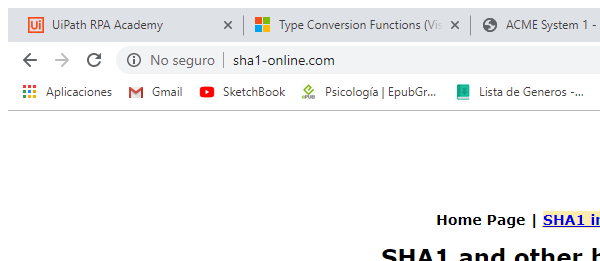 UiPath RPA Academy Type Conversion Functions (Vis ACME System 1 -
No seguro | sha1-online.com
Aplicaciones Gmail SketchBook Psicología | EpubGr... Lista de Generos -...
Home Page | SHA1 i
SHA1 and other